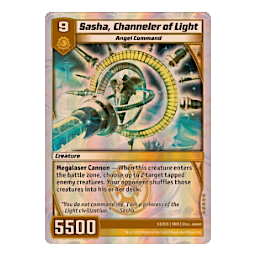 9
Sasha, Channeler of Light
Angel Command
Creature
Megalaser Cannon — When this creature enters
the battle zone, choose up to 2 target tapped
enemy creatures. Your opponent shuffles those
creatures into his or her deck.
"You do not command me. I am a princess of the
Light civilization." —Sasha
5500